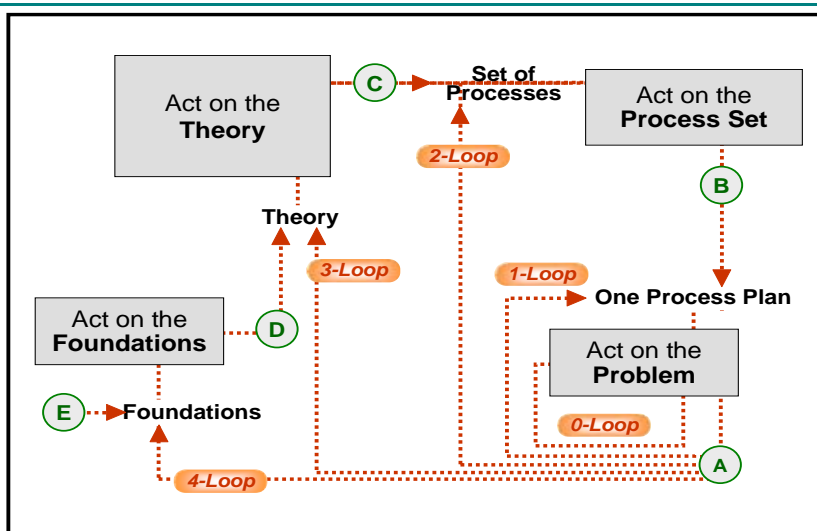 C
Set of
Processes
Act on the
Theory
Act on the
Process Set
2-Loop
B
Theory
3-Loop
1-Loop
One Process Plan
Act on the
Foundations
D
Act on the
Problem
E
Foundations
0-Loop
A
4-Loop